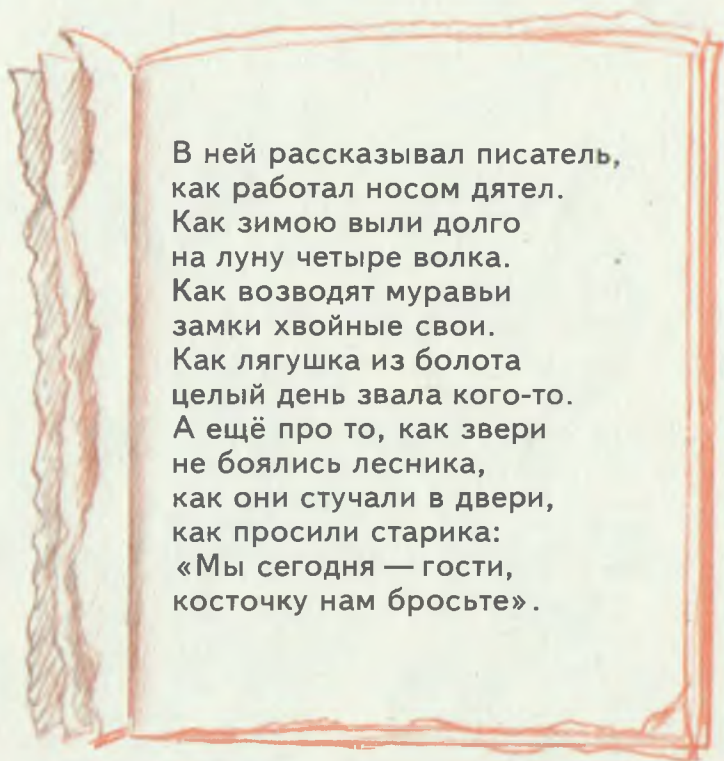 В ней рассказывал писатель,
как работал носом дятел.
Как зимою выли долго
на луну четыре волка.
Как возводят муравьи
замки хвойные свои.
Как лягушка из болота
целый день звала кого-то.
А ещё про то, как звери
не боялись лесника,
как они стучали в двери,
как просили старика:
«Мы сегодня — гости,
косточку нам бросьте».